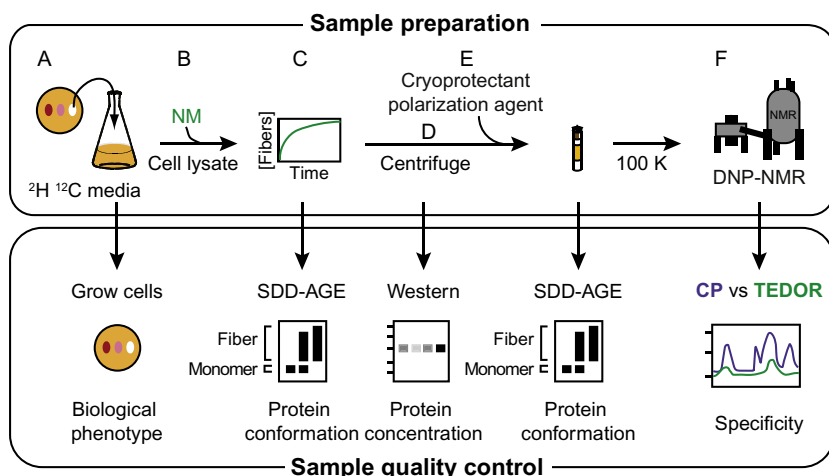 Sample preparation
A
B
C
E
F
Cryoprotectant
polarization agent
NM
D
NMR
[Fibers]
Cell lysate
Centrifuge
100 K
Time
DNP-NMR
²H ¹²C media
Grow cells
SDD-AGE
Western
SDD-AGE
CP vs TEDOR
Fiber
Monomer
Fiber
Monomer
Biological
phenotype
Protein
conformation
Protein
concentration
Protein
conformation
Specificity
Sample quality control